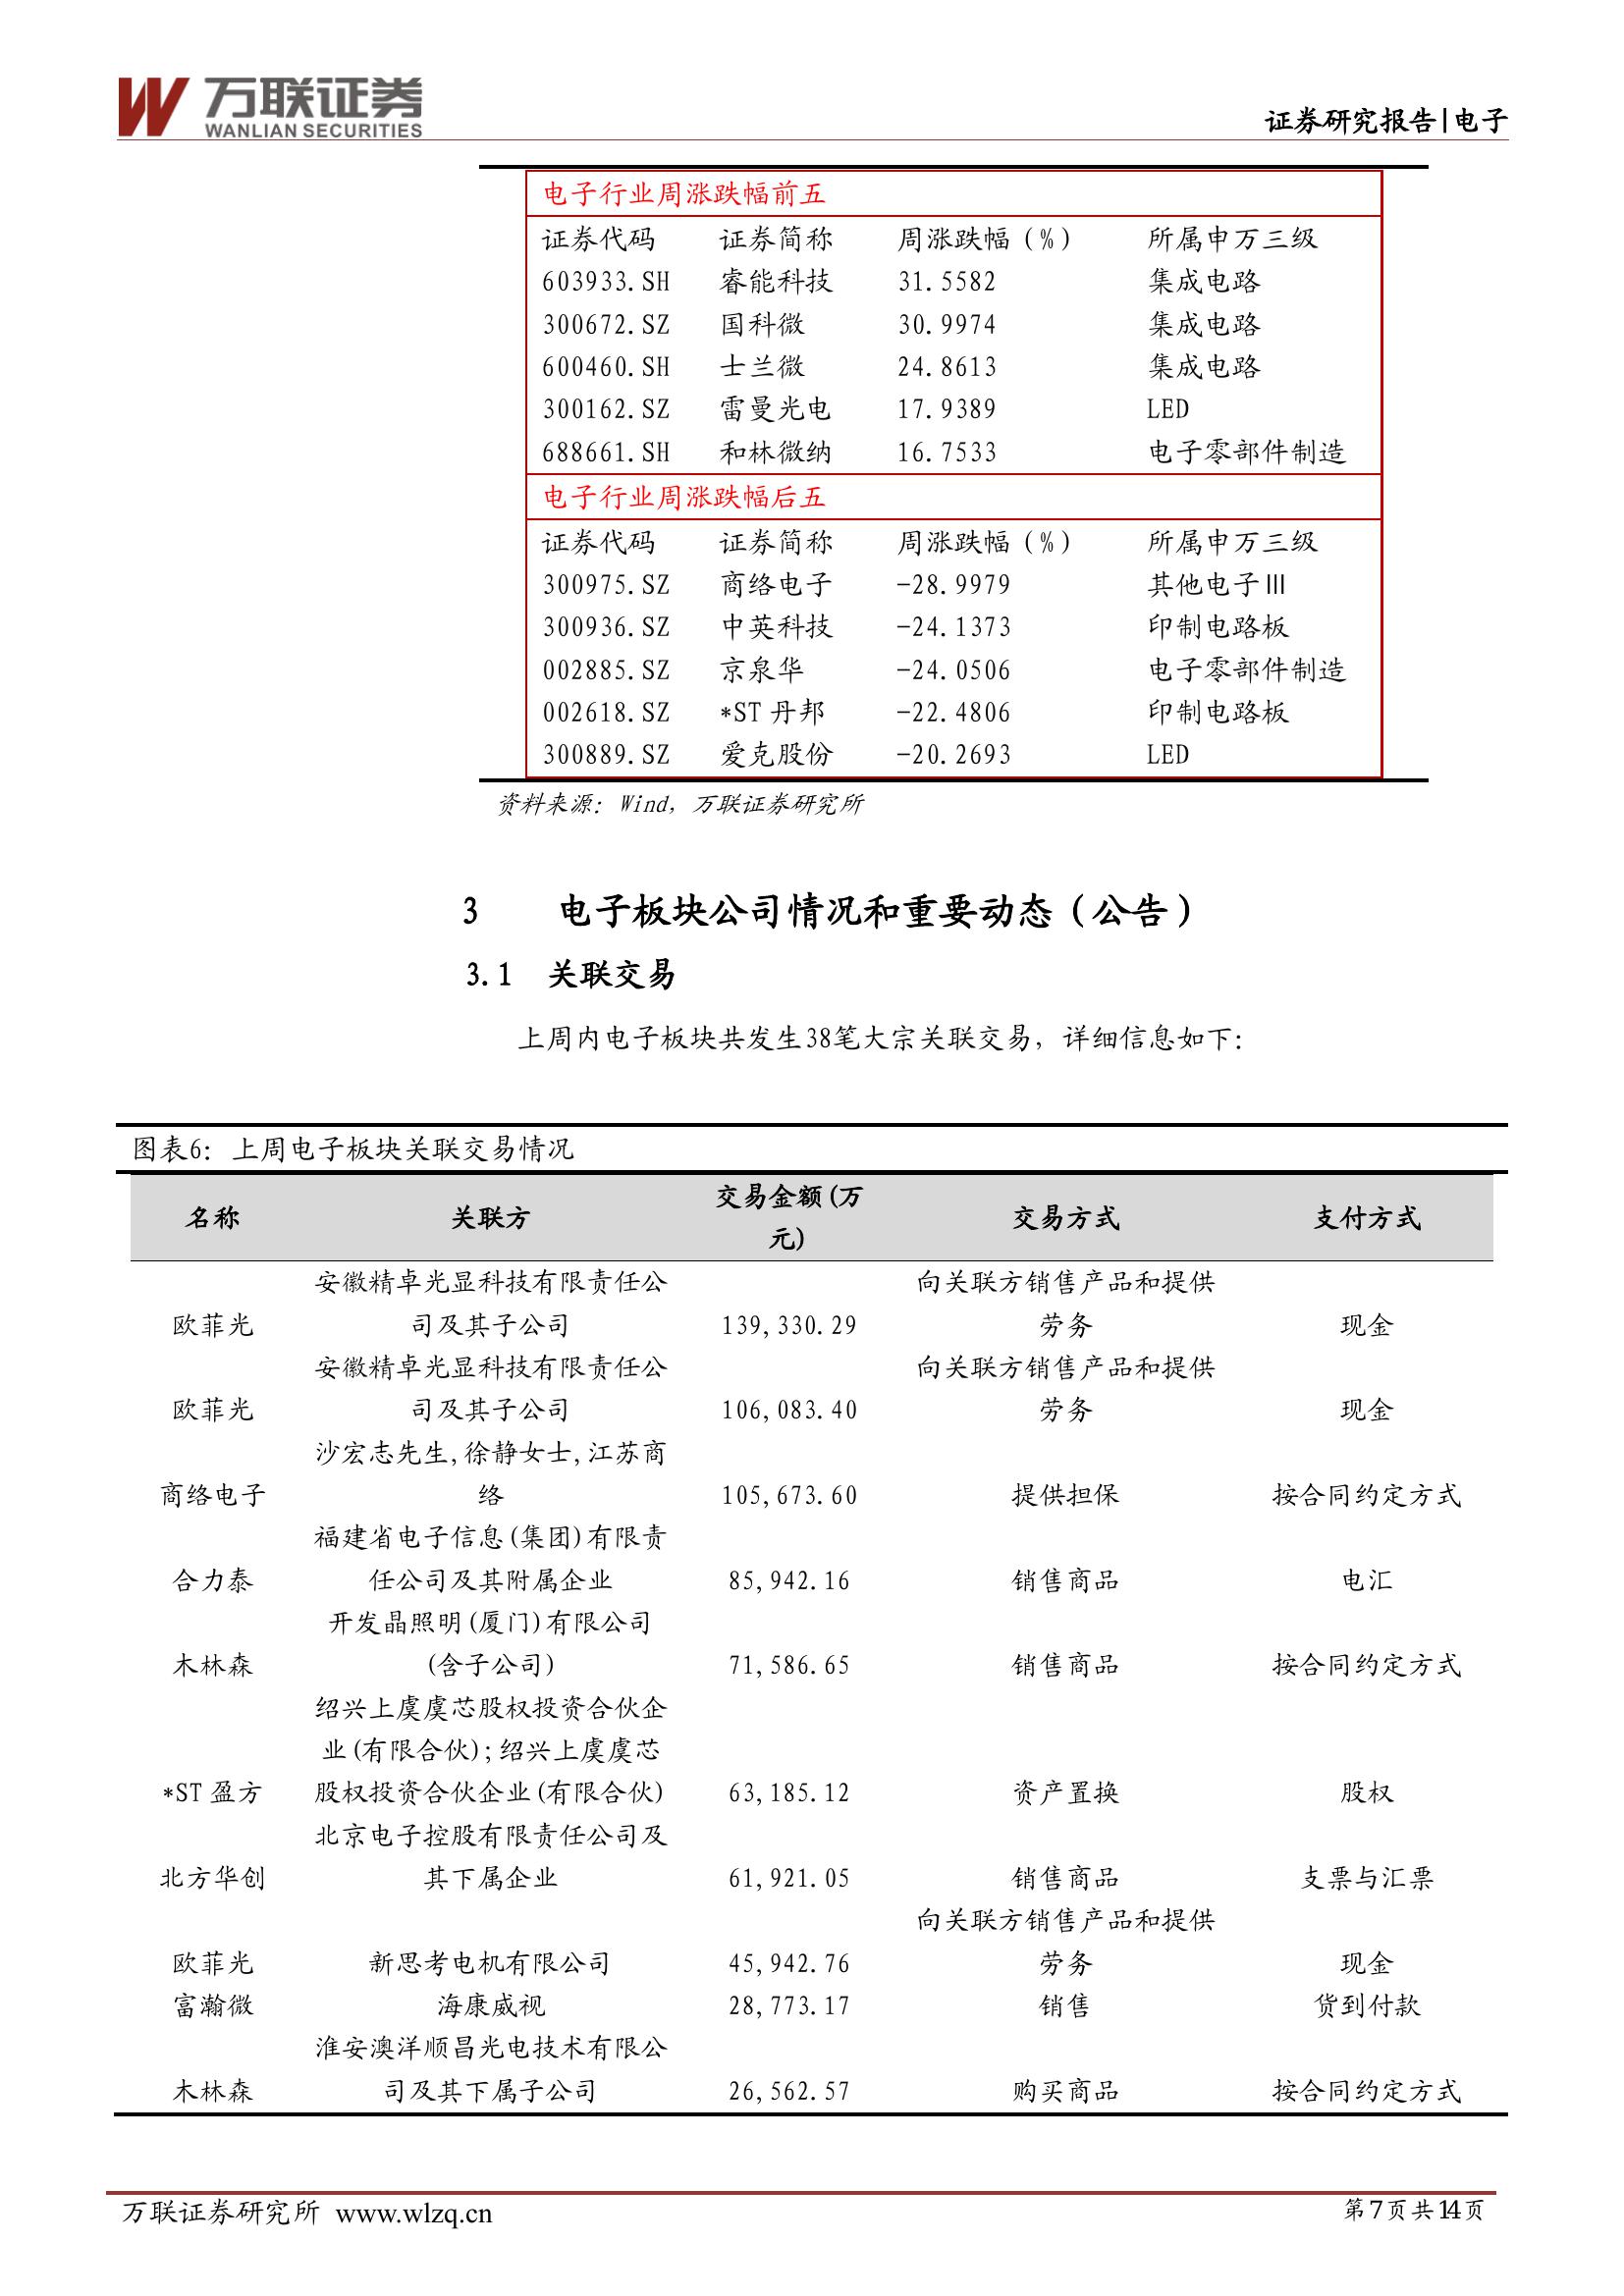 万联证券
WANLIAN SECURITIES
证券研究报告|电子
电子行业周涨跌幅前五
证券代码 证券简称 周涨跌幅（%） 所属申万三级
603933.SH 睿能科技 31.5582 集成电路
300672.SZ 国科微 30.9974 集成电路
600460.SH 士兰微 24.8613 集成电路
300162.SZ 雷曼光电 17.9389 LED
688661.SH 和林微纳 16.7533 电子零部件制造
电子行业周涨跌幅后五
证券代码 证券简称 周涨跌幅（%） 所属申万三级
300975.SZ 商络电子 -28.9979 其他电子Ⅲ
300936.SZ 中英科技 -24.1373 印制电路板
002885.SZ 京泉华 -24.0506 电子零部件制造
002618.SZ *ST 丹邦 -22.4806 印制电路板
300889.SZ 爱克股份 -20.2693 LED
资料来源：Wind，万联证券研究所
3 电子板块公司情况和重要动态（公告）
3.1 关联交易
上周内电子板块共发生38笔大宗关联交易，详细信息如下：
图表6：上周电子板块关联交易情况
交易金额(万
名称 关联方 交易方式 支付方式
元)
安徽精卓光显科技有限责任公 向关联方销售产品和提供
欧菲光 司及其子公司 139,330.29 劳务 现金
安徽精卓光显科技有限责任公 向关联方销售产品和提供
欧菲光 司及其子公司 106,083.40 劳务 现金
沙宏志先生,徐静女士,江苏商
商络电子 络 105,673.60 提供担保 按合同约定方式
福建省电子信息(集团)有限责
合力泰 任公司及其附属企业 85,942.16 销售商品 电汇
开发晶照明(厦门)有限公司
木林森 (含子公司) 71,586.65 销售商品 按合同约定方式
绍兴上虞虞芯股权投资合伙企
业(有限合伙);绍兴上虞虞芯
*ST 盈方 股权投资合伙企业(有限合伙) 63,185.12 资产置换 股权
北京电子控股有限责任公司及
北方华创 其下属企业 61,921.05 销售商品 支票与汇票
向关联方销售产品和提供
欧菲光 新思考电机有限公司 45,942.76 劳务 现金
富瀚微 海康威视 28,773.17 销售 货到付款
淮安澳洋顺昌光电技术有限公
木林森 司及其下属子公司 26,562.57 购买商品 按合同约定方式
万联证券研究所 www.wlzq.cn 第 7 页 共 14 页